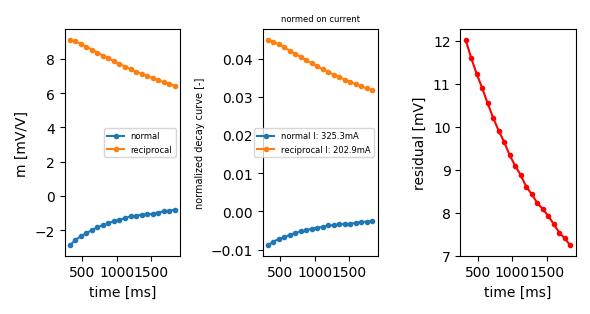 normed on current
m [mV/V]
8
6
4
2
0
−2
500
1000
1500
time [ms]
normal
reciprocal
normalized decay curve [-]
0.04
0.03
0.02
0.01
0.00
−0.01
500
1000
1500
normal I: 325.3mA
reciprocal I: 202.9mA
residual [mV]
12
11
10
9
8
7
500
1000
1500
time [ms]